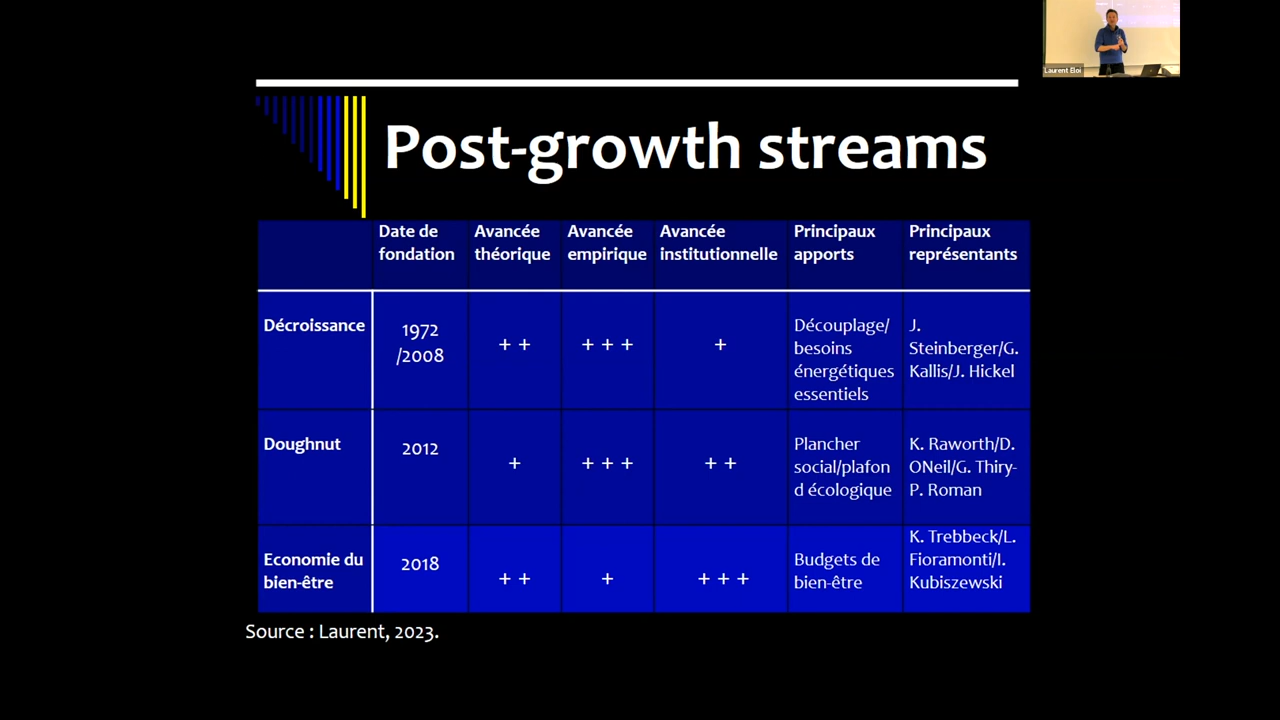 Laurent Eloi
Post-growth streams
Date de
fondation
Avancée
théorique
Avancée
empirique
Avancée
institutionnelle
Principaux
apports
Principaux
représentants
Décroissance
1972
/2008
+ +
+ + +
+
Découplage/
besoins
énergétiques
essentiels
J.
Steinberger/G.
Kallis/J. Hickel
Doughnut
2012
+
+ + +
+ +
Plancher
social/plafon
d écologique
K. Raworth/D.
ONeil/G. Thiry-
P. Roman
Economie du
bien-être
2018
+ +
+
+ + +
Budgets de
bien-être
K. Trebbeck/L.
Fioramonti/I.
Kubiszewski
Source : Laurent, 2023.